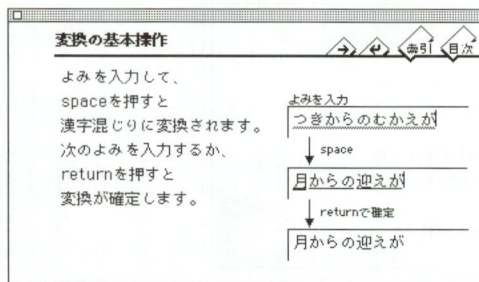 変換の基本操作
索引
目次
よみを入力して、
spaceを押すと
漢字混じりに変換されます。
次のよみを入力するか、
returnを押すと
変換が確定します。
よみを入力
つきからのむかえが
space
月からの迎えが
returnで確定
月からの迎えが